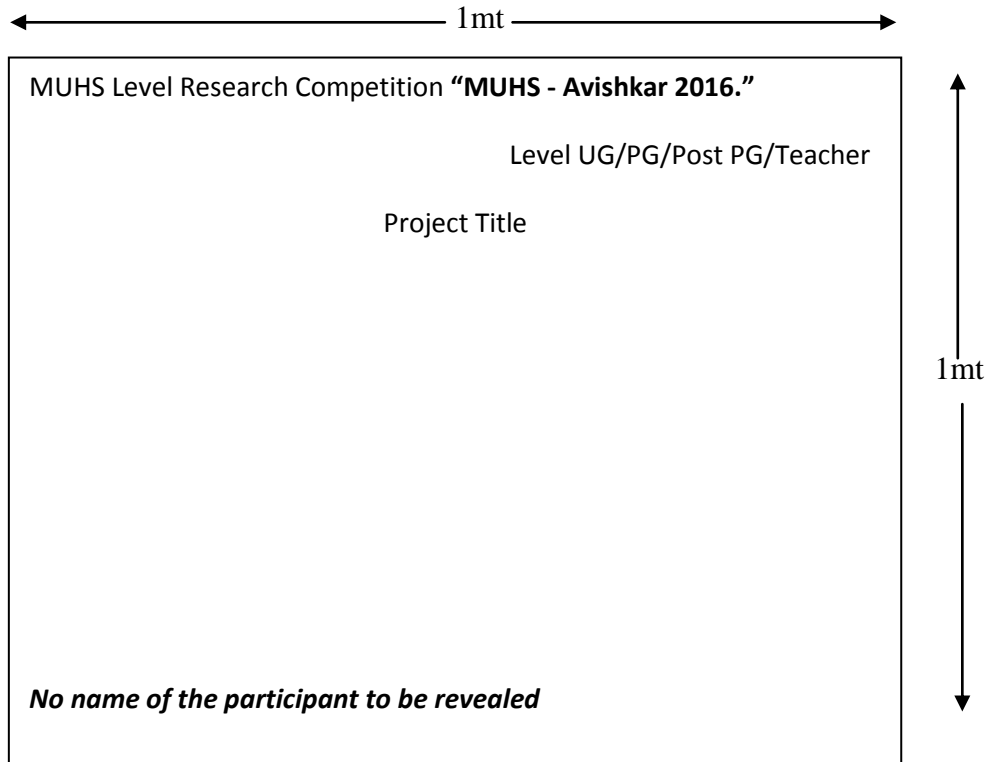 1mt
MUHS Level Research Competition “MUHS - Avishkar 2016.”
Level UG/PG/Post PG/Teacher
Project Title
1mt
No name of the participant to be revealed